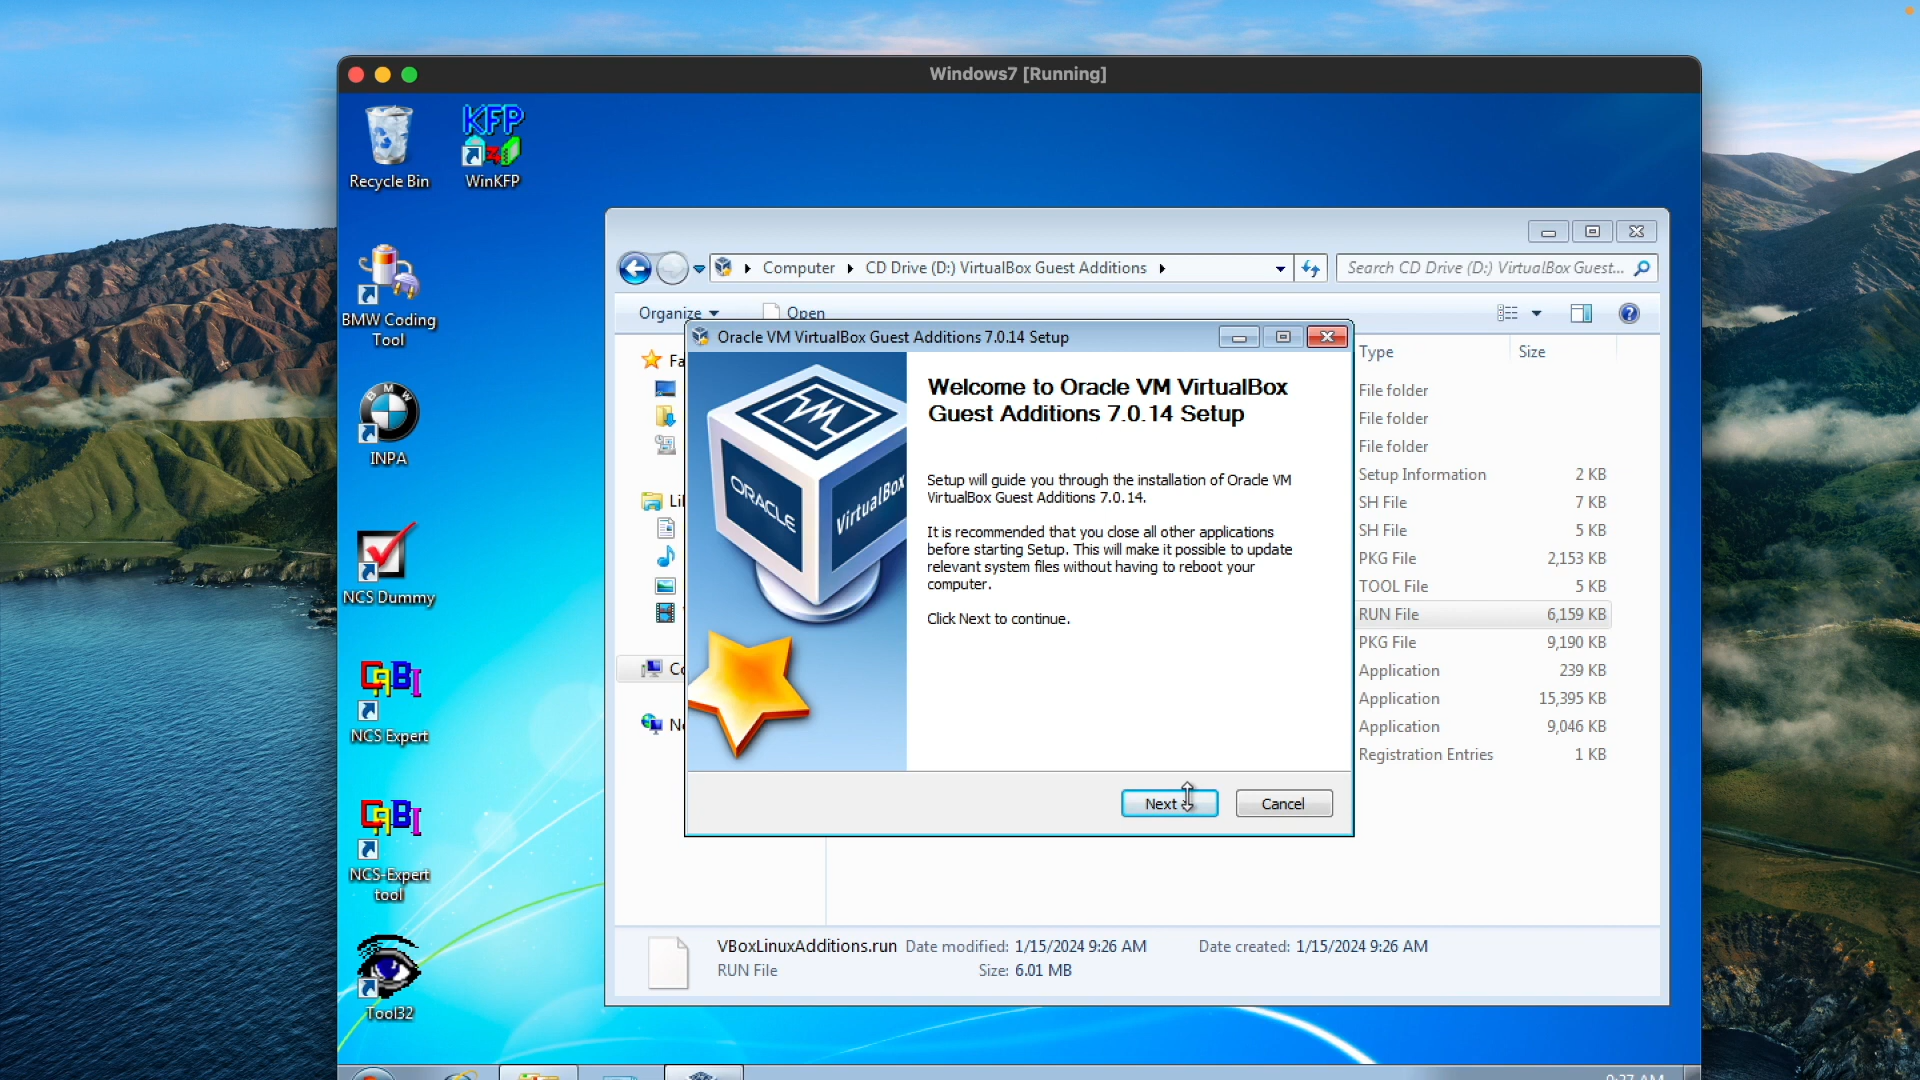 Windows7 [Running]
Recycle Bin
KFP
WinKFP
BMW Coding
Tool
BMW
INPA
NCS Dummy
NCS Expert
NCS-Expert
tool
Tool32
Computer
CD Drive (D:) VirtualBox Guest Additions
Search CD Drive (D:) VirtualBox Guest...
Organize
Open
Type
Size
File folder
File folder
File folder
Setup Information 2 KB
SH File 7 KB
SH File 5 KB
PKG File 2,153 KB
TOOL File 5 KB
RUN File 6,159 KB
PKG File 9,190 KB
Application 239 KB
Application 15,395 KB
Application 9,046 KB
Registration Entries 1 KB
Oracle VM VirtualBox Guest Additions 7.0.14 Setup
ORACLE
VirtualBox
Welcome to Oracle VM VirtualBox
Guest Additions 7.0.14 Setup
Setup will guide you through the installation of Oracle VM
VirtualBox Guest Additions 7.0.14.
It is recommended that you close all other applications
before starting Setup. This will make it possible to update
relevant system files without having to reboot your
computer.
Click Next to continue.
Next
Cancel
VBoxLinuxAdditions.run Date modified: 1/15/2024 9:26 AM Date created: 1/15/2024 9:26 AM
RUN File Size: 6.01 MB